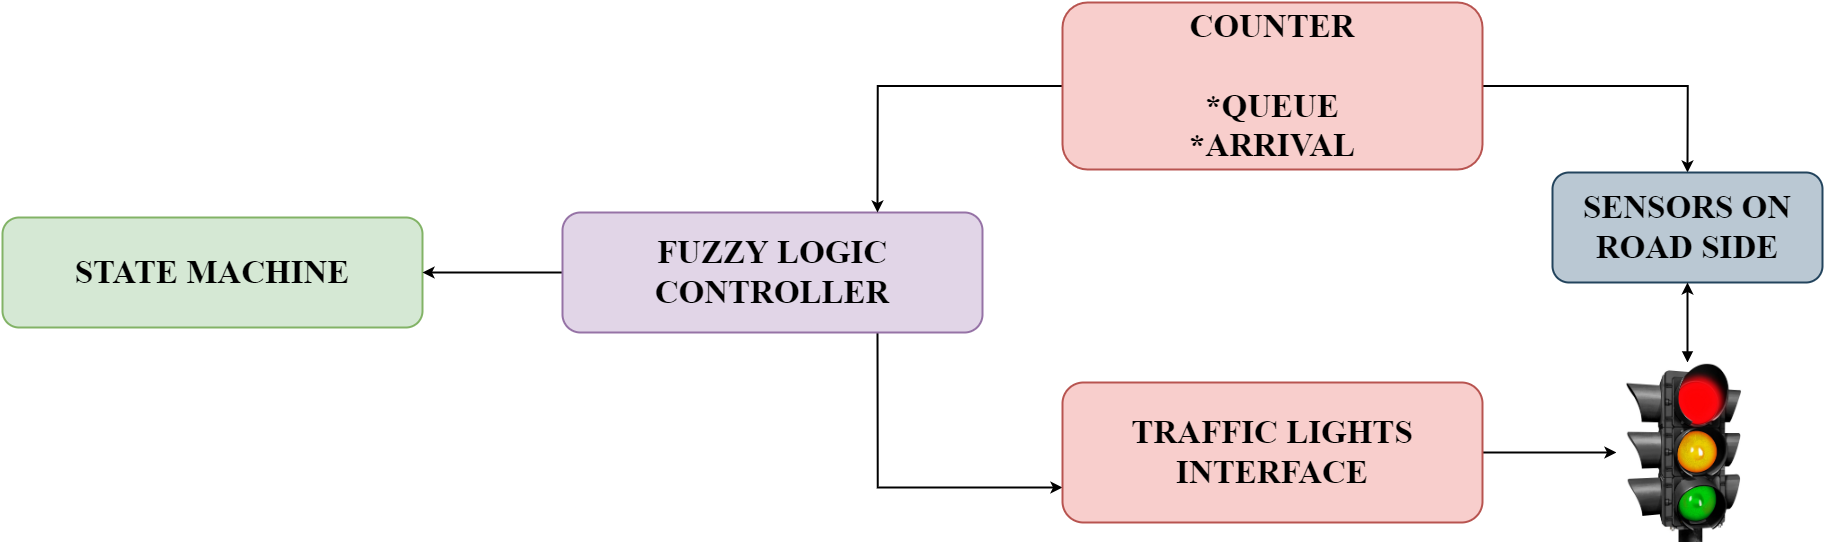 COUNTER
*QUEUE
*ARRIVAL
SENSORS ON
ROAD SIDE
STATE MACHINE
FUZZY LOGIC
CONTROLLER
TRAFFIC LIGHTS
INTERFACE